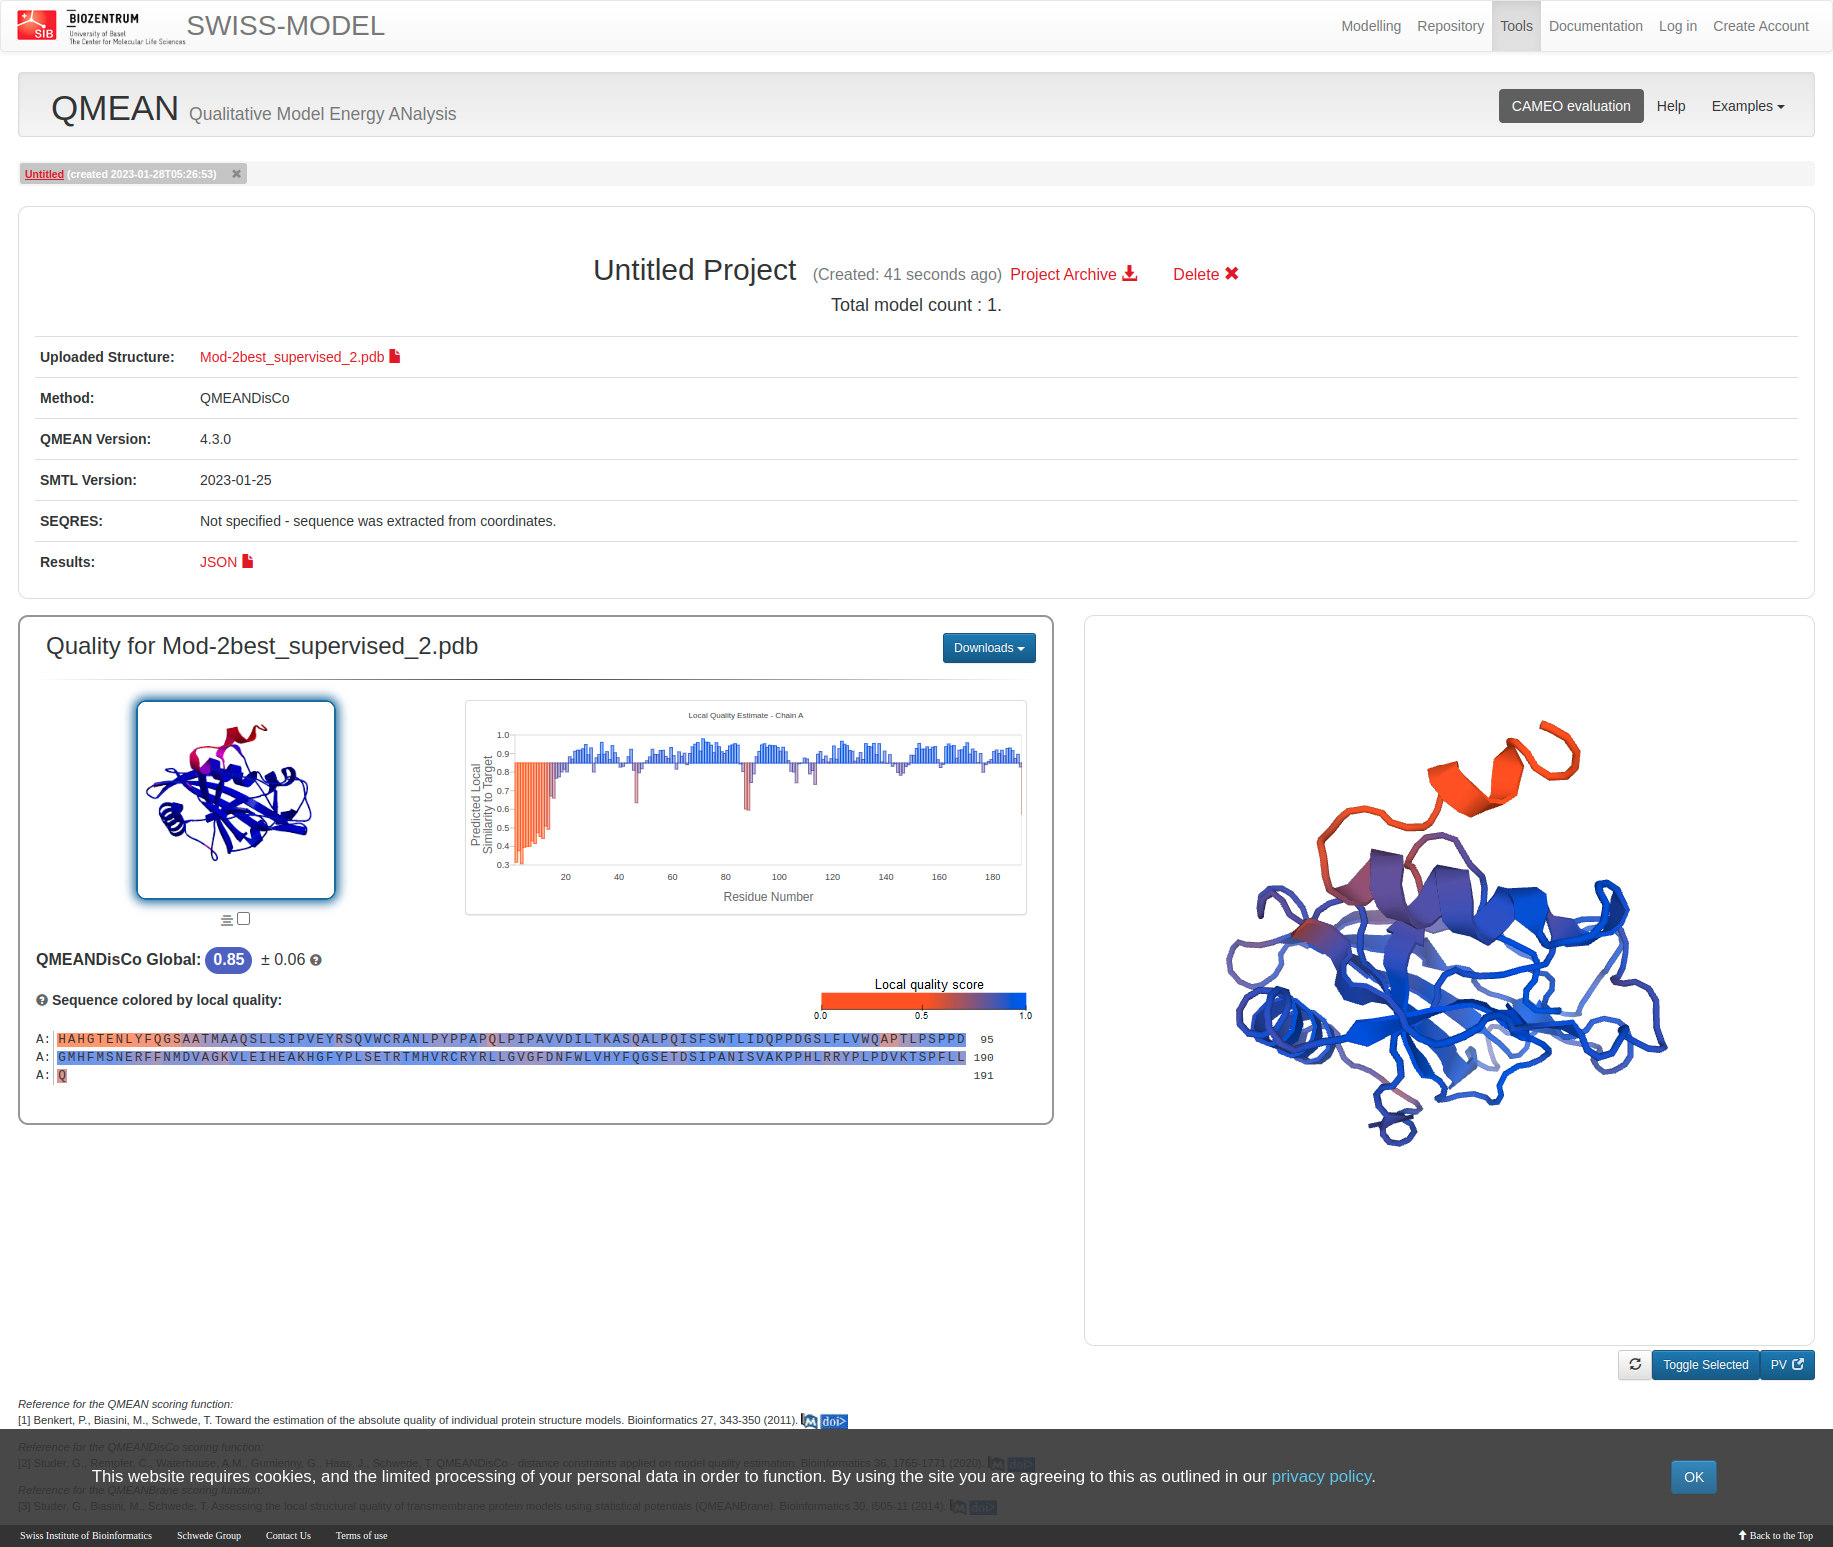 SIB
BIOZENTRUM
University of Basel
The Center for Molecular Life Sciences
SWISS-MODEL
Modelling Repository Tools Documentation Log in Create Account
QMEAN Qualitative Model Energy ANalysis
CAMEO evaluation Help Examples
Untitled (created 2023-01-28T05:26:53)
Untitled Project (Created: 41 seconds ago) Project Archive Delete
Total model count : 1.
Uploaded Structure: Mod-2best_supervised_2.pdb
Method: QMEANDisCo
QMEAN Version: 4.3.0
SMTL Version: 2023-01-25
SEQRES: Not specified - sequence was extracted from coordinates.
Results: JSON
Quality for Mod-2best_supervised_2.pdb
Downloads
Local Quality Estimate - Chain A
Predicted Local
Similarity to Target
1.0
0.9
0.8
0.7
0.6
0.5
0.4
0.3
20 40 60 80 100 120 140 160 180
Residue Number
QMEANDisCo Global: 0.85 ± 0.06
Sequence colored by local quality:
Local quality score
0.0 0.5 1.0
A: HAHGTENLYFQGSAATMAAQSLLSIPVEYRSQVWCRANLPYPPAPQLPIPAVVDILTKASQALPQISFSWTLIDQPPDGSLFLVWQAPTLPSPPD 95
A: GMHFMSNERFFNMDVAGKVLEIHEAKHGFYPLSETRTMHVRCRYRLLGVGFDNFWLVHYFQGSETDSIPANISVAKPPHLRRYPLPDVKTSPFLL 190
A: Q 191
Toggle Selected PV
Reference for the QMEAN scoring function:
[1] Benkert, P., Biasini, M., Schwede, T. Toward the estimation of the absolute quality of individual protein structure models. Bioinformatics 27, 343-350 (2011). doi>
Reference for the QMEANDisCo scoring function:
[2] Studer, G., Rempfer, C., Waterhouse, A.M., Gumienny, G., Haas, J., Schwede, T. QMEANDisCo - distance constraints applied on model quality estimation. Bioinformatics 36, 1765-1771 (2020). doi>
This website requires cookies, and the limited processing of your personal data in order to function. By using the site you are agreeing to this as outlined in our privacy policy.
OK
Reference for the QMEANBrane scoring function:
[3] Studer, G., Biasini, M., Schwede, T. Assessing the local structural quality of transmembrane protein models using statistical potentials (QMEANBrane). Bioinformatics 30, i505-11 (2014). doi>
Swiss Institute of Bioinformatics Schwede Group Contact Us Terms of use Back to the Top